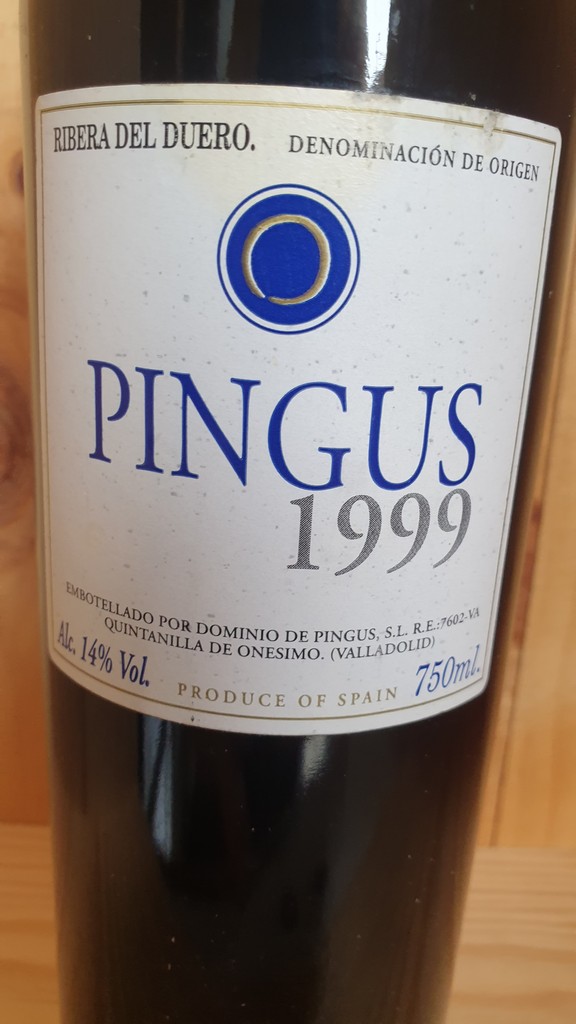 RIBERA DEL DUERO. DENOMINACIÓN DE ORIGEN
PINGUS
1999
EMBOTELLADO POR DOMINIO DE PINGUS, S.L. R.E.:7602-VA
QUINTANILLA DE ONESIMO. (VALLADOLID)
Alc. 14% Vol. 750ml.
PRODUCE OF SPAIN